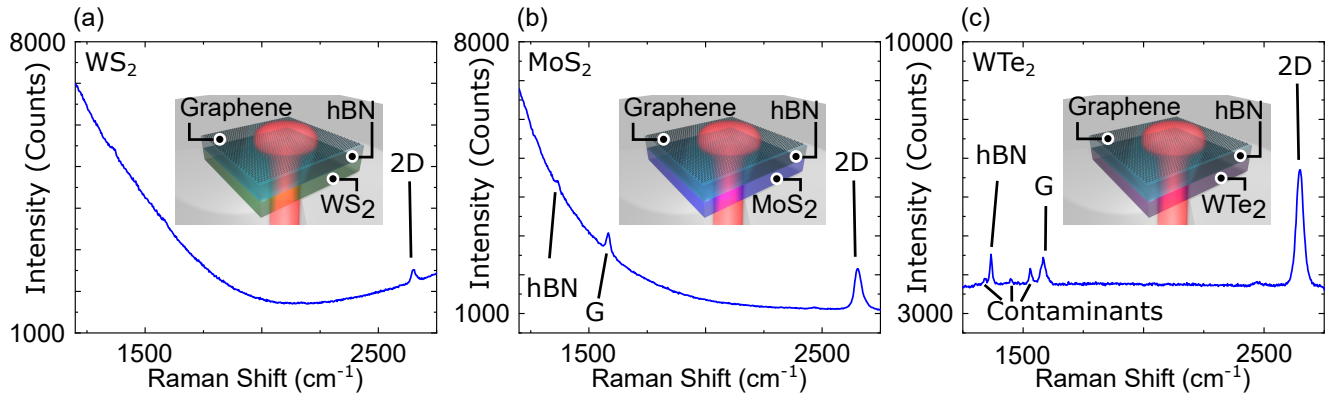 (a)
8000
1000
Intensity (Counts)
WS₂
Graphene
hBN
WS₂
2D
1500
2500
Raman Shift (cm⁻¹)
(b)
8000
1000
Intensity (Counts)
MoS₂
Graphene
hBN
MoS₂
2D
hBN
G
1500
2500
Raman Shift (cm⁻¹)
(c)
10000
3000
Intensity (Counts)
WTe₂
Graphene
hBN
WTe₂
2D
hBN
G
Contaminants
1500
2500
Raman Shift (cm⁻¹)